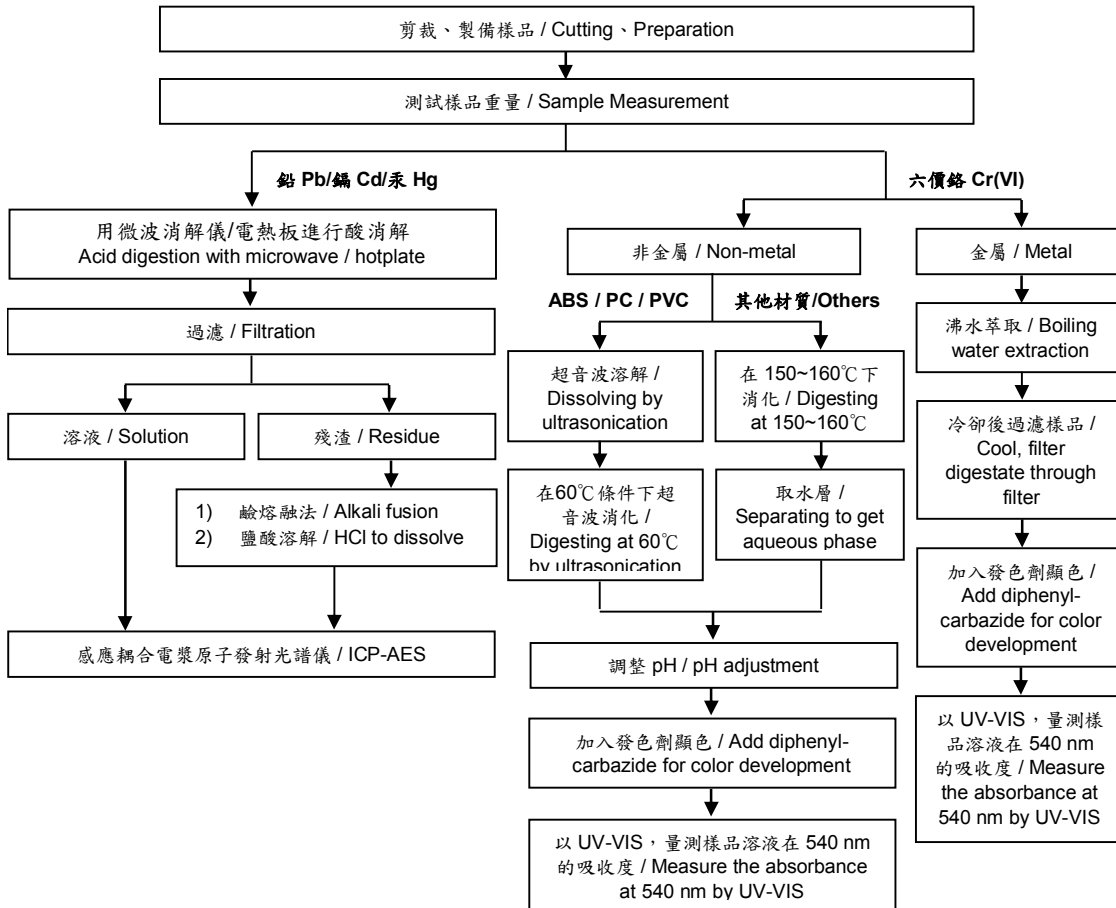 剪裁、製備樣品 / Cutting、Preparation
測試樣品重量 / Sample Measurement
鉛 Pb/鎘 Cd/汞 Hg
六價鉻 Cr(VI)
用微波消解儀/電熱板進行酸消解
Acid digestion with microwave / hotplate
過濾 / Filtration
溶液 / Solution
殘渣 / Residue
1) 鹼熔融法 / Alkali fusion
2) 鹽酸溶解 / HCl to dissolve
感應耦合電漿原子發射光譜儀 / ICP-AES
非金屬 / Non-metal
ABS / PC / PVC
其他材質/Others
超音波溶解 /
Dissolving by
ultrasonication
在60℃條件下超
音波消化 /
Digesting at 60℃
by ultrasonication
在 150~160℃下
消化 / Digesting
at 150~160℃
取水層 /
Separating to get
aqueous phase
調整 pH / pH adjustment
加入發色劑顯色 / Add diphenyl-
carbazide for color development
以 UV-VIS，量測樣品溶液在 540 nm
的吸收度 / Measure the absorbance
at 540 nm by UV-VIS
金屬 / Metal
沸水萃取 / Boiling
water extraction
冷卻後過濾樣品 /
Cool, filter
digestate through
filter
加入發色劑顯色 /
Add diphenyl-
carbazide for color
development
以 UV-VIS，量測樣
品溶液在 540 nm
的吸收度 / Measure
the absorbance at
540 nm by UV-VIS